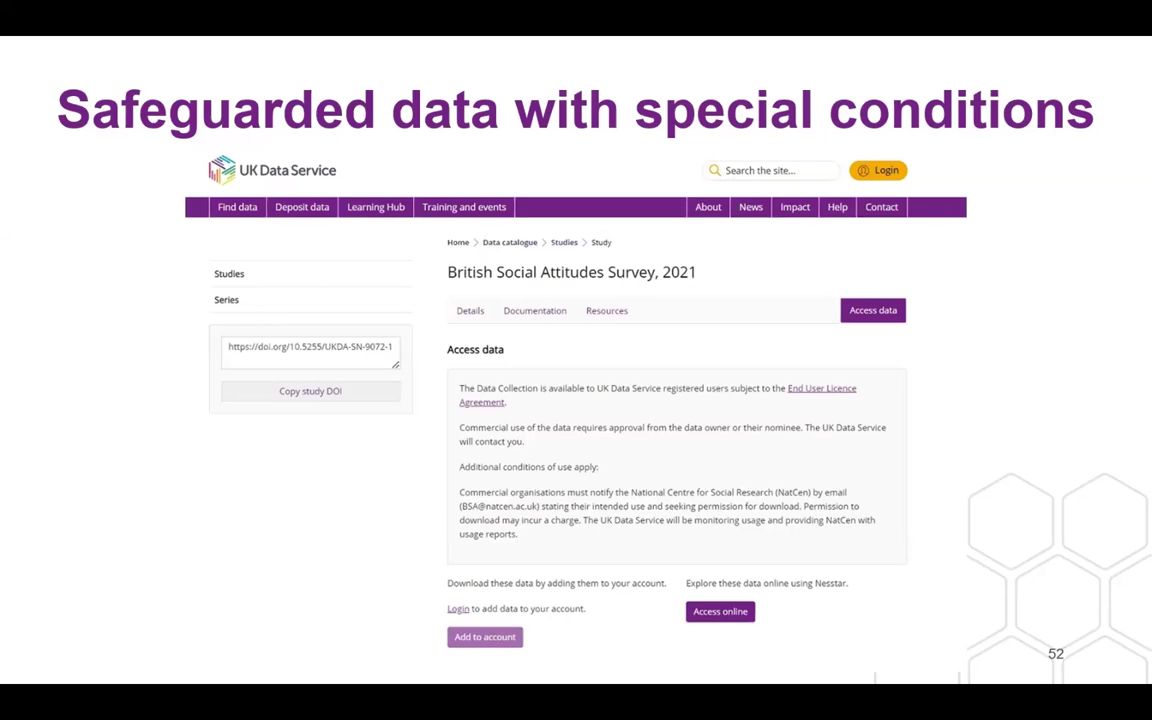 Safeguarded data with special conditions
UK Data Service
Search the site...
Login
Find data
Deposit data
Learning Hub
Training and events
About
News
Impact
Help
Contact
Home > Data catalogue > Studies > Study
Studies
Series
https://doi.org/10.5255/UKDA-SN-9072-1
Copy study DOI
British Social Attitudes Survey, 2021
Details
Documentation
Resources
Access data
Access data
The Data Collection is available to UK Data Service registered users subject to the End User Licence
Agreement.
Commercial use of the data requires approval from the data owner or their nominee. The UK Data Service
will contact you.
Additional conditions of use apply:
Commercial organisations must notify the National Centre for Social Research (NatCen) by email
(BSA@natcen.ac.uk) stating their intended use and seeking permission for download. Permission to
download may incur a charge. The UK Data Service will be monitoring usage and providing NatCen with
usage reports.
Download these data by adding them to your account.
Login to add data to your account.
Add to account
Explore these data online using Nesstar.
Access online
52